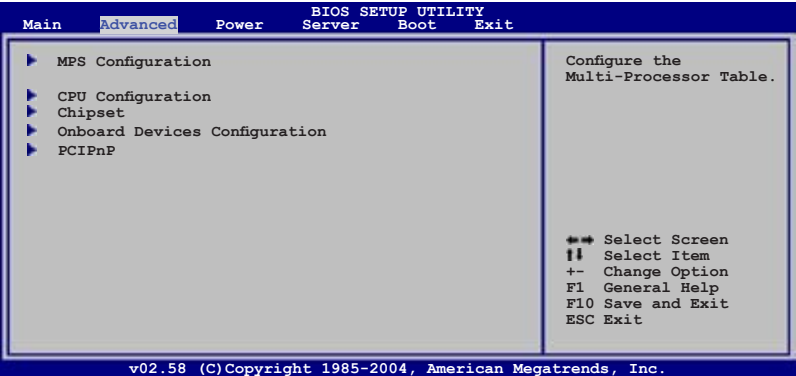 BIOS SETUP UTILITY
Main Advanced Power Server Boot Exit
MPS Configuration
CPU Configuration
Chipset
Onboard Devices Configuration
PCIPnP
Configure the
Multi-Processor Table.
Select Screen
Select Item
+- Change Option
F1 General Help
F10 Save and Exit
ESC Exit
v02.58 (C)Copyright 1985-2004, American Megatrends, Inc.